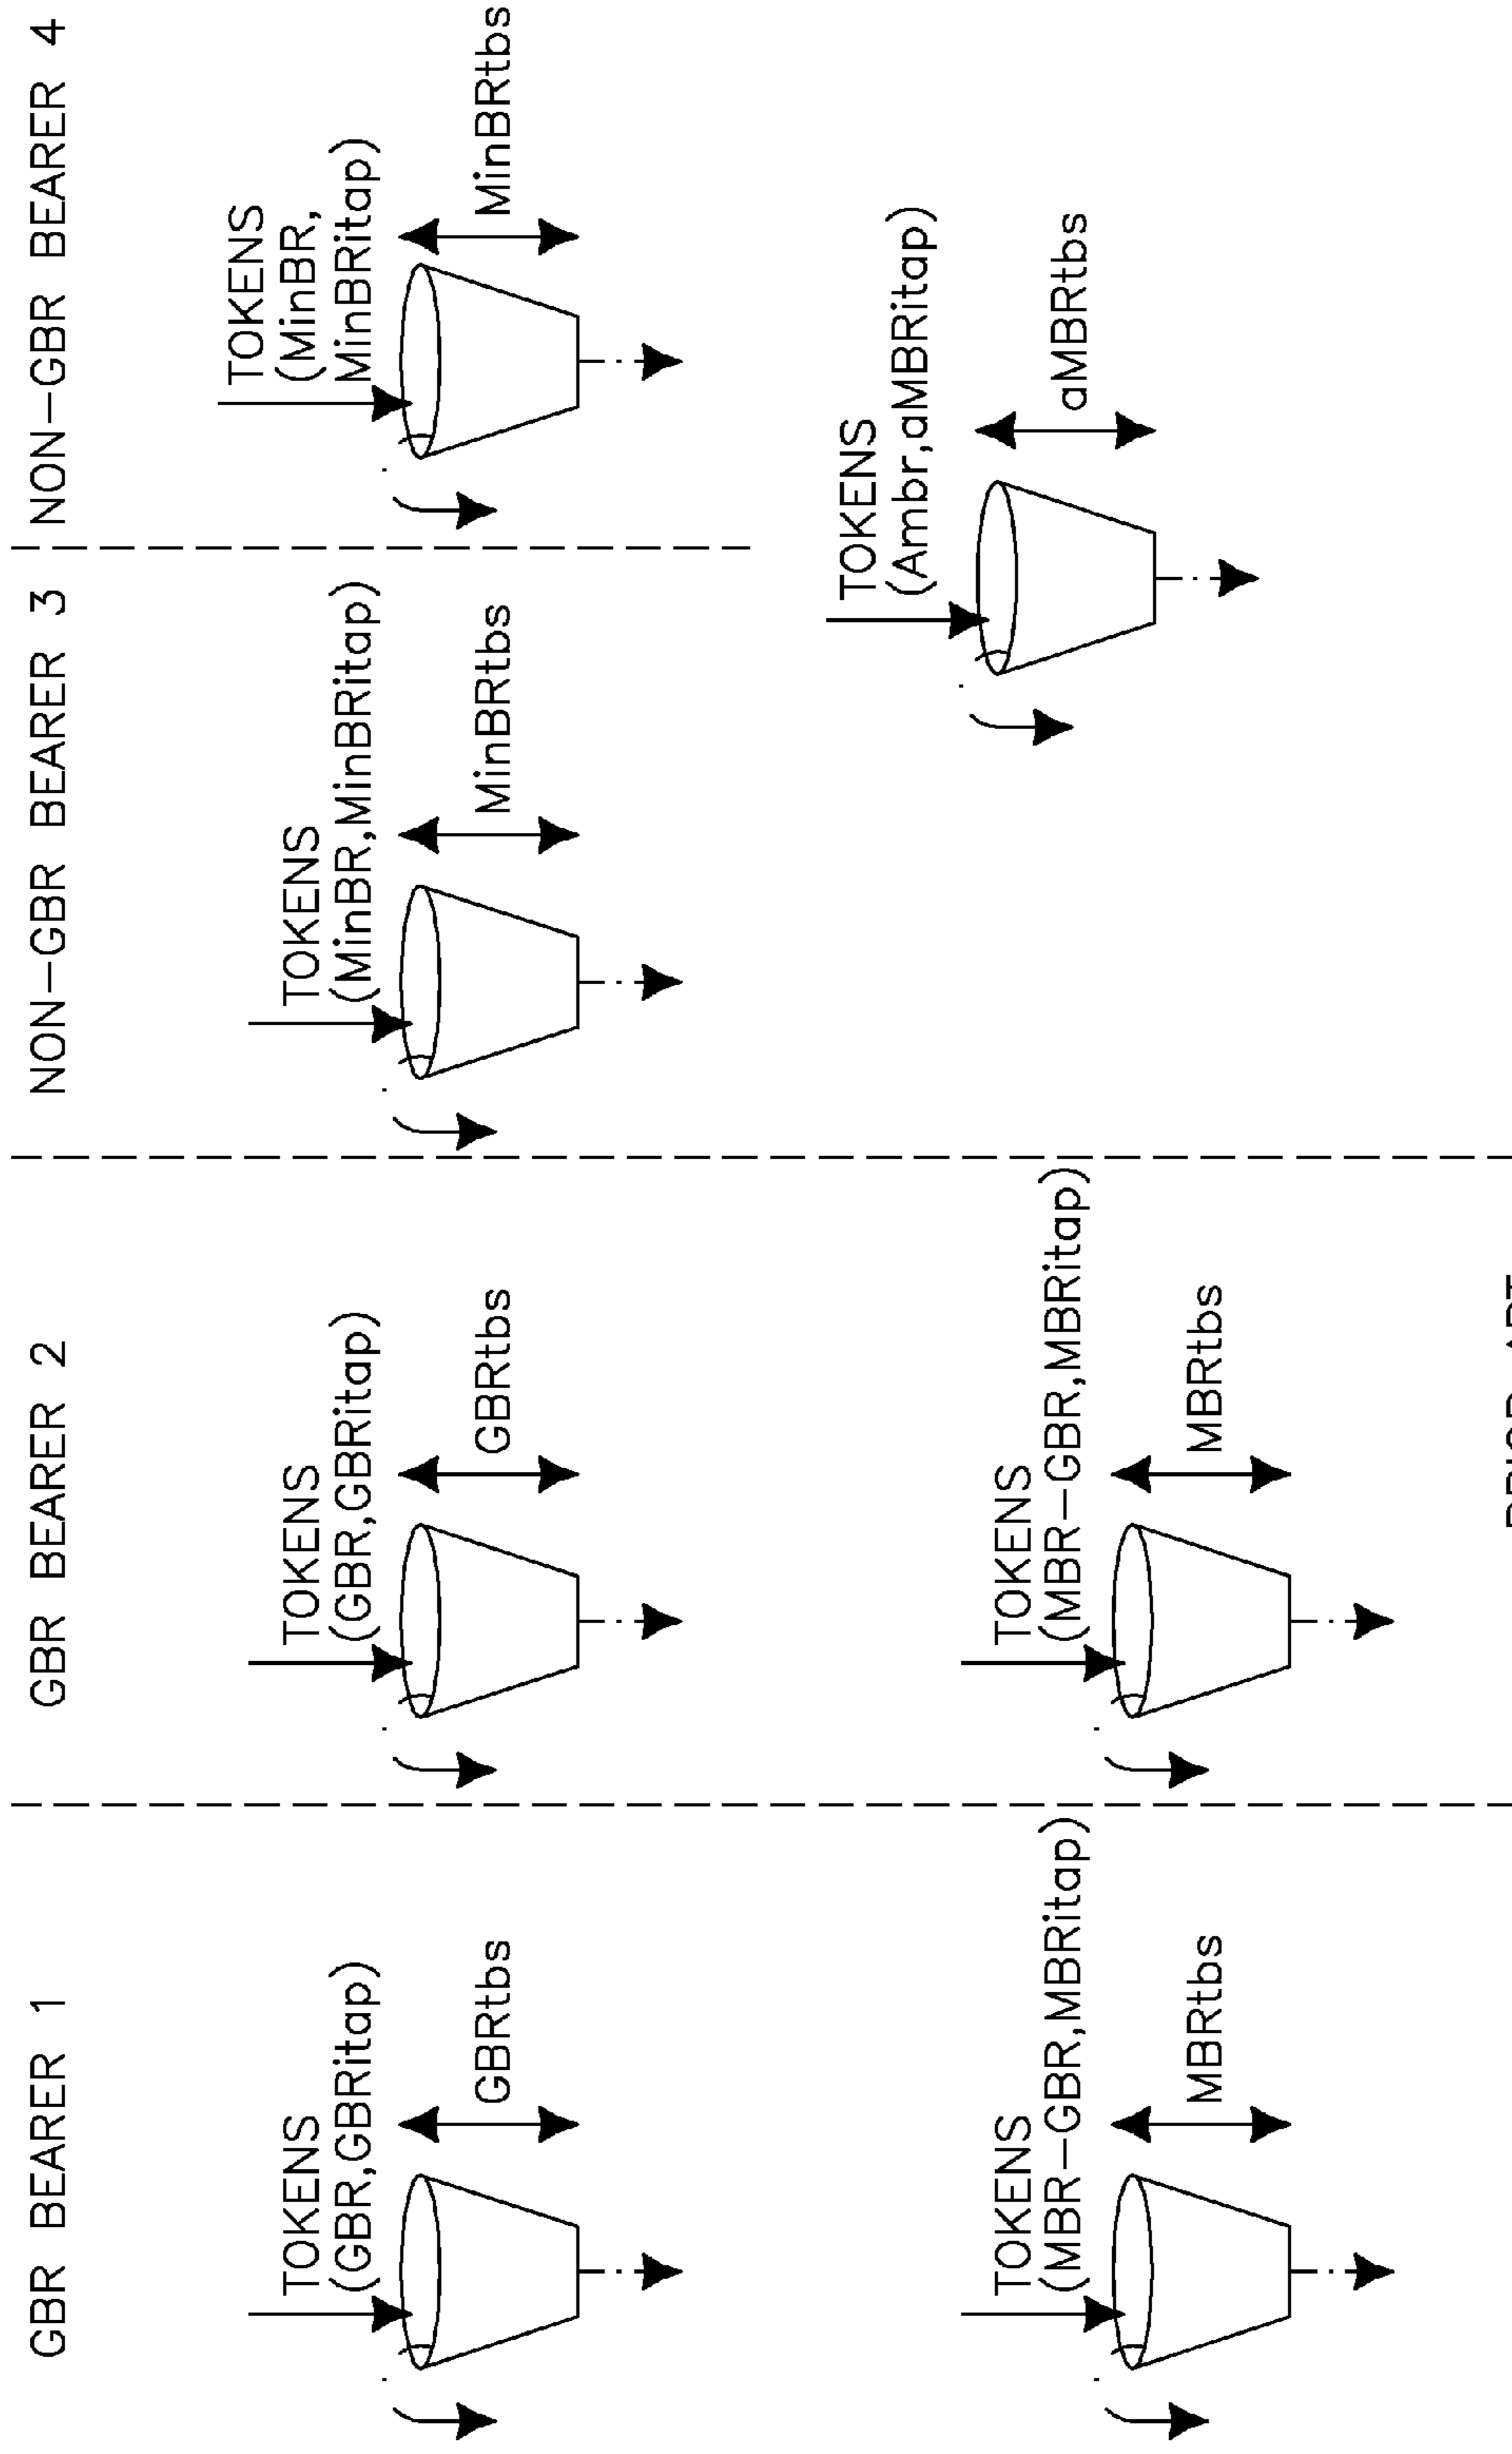 GBR BEARER 1
TOKENS
(GBR,GBRitap)
GBRtbs
TOKENS
(MBR-GBR,MBRitap)
MBRtbs
GBR BEARER 2
TOKENS
(GBR,GBRitap)
GBRtbs
TOKENS
(MBR-GBR,MBRitap)
MBRtbs
NON-GBR BEARER 3
TOKENS
(MinBR,MinBRitap)
MinBRtbs
NON-GBR BEARER 4
TOKENS
(MinBR,
MinBRitap)
MinBRtbs
TOKENS
(Ambr,aMBRitap)
aMBRtbs